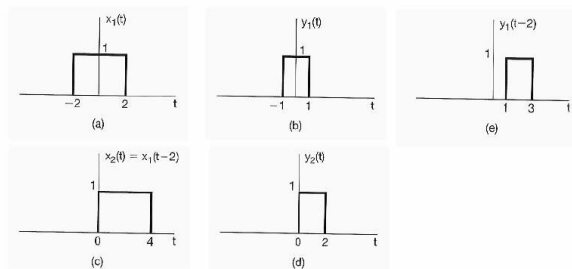 x₁(t)
1
−2 2 t
(a)
y₁(t)
1
−1 1 t
(b)
y₁(t−2)
1
1 3 t
(e)
x₂(t) = x₁(t−2)
1
0 4 t
(c)
y₂(t)
1
0 2 t
(d)